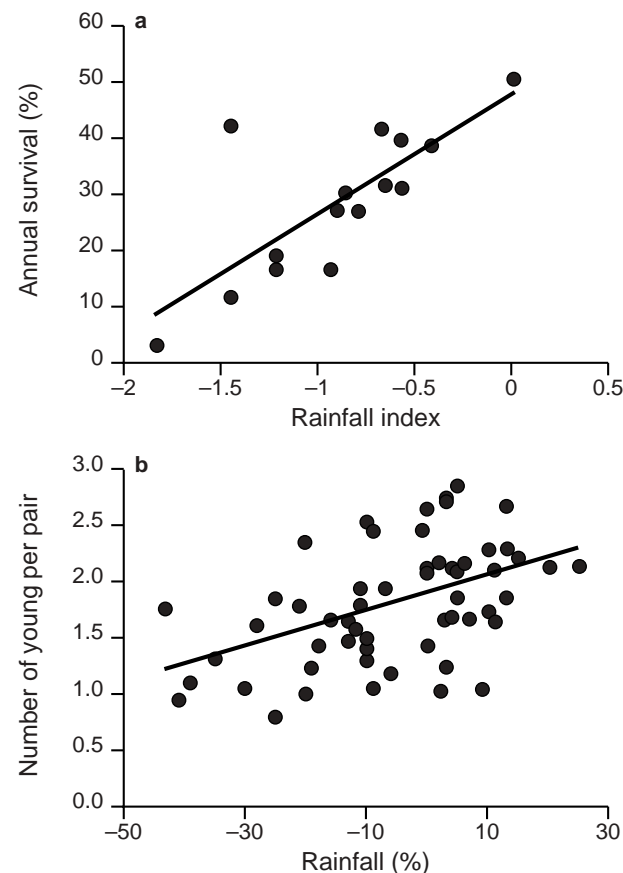 a
60
50
40
30
20
10
0
Annual survival (%)
–2 –1.5 –1 –0.5 0 0.5
Rainfall index
b
3.0
2.5
2.0
1.5
1.0
0.5
0.0
Number of young per pair
–50 –30 –10 10 30
Rainfall (%)